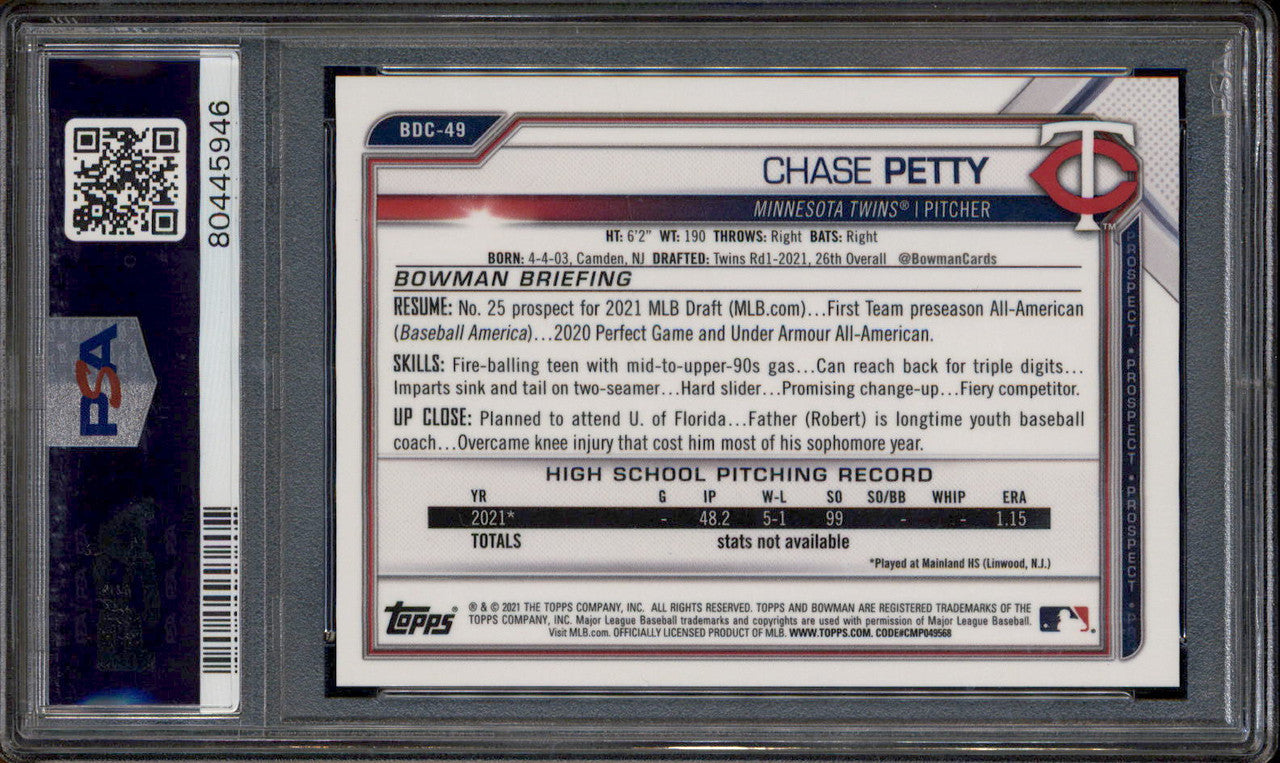 80445946
PSA
BDC-49
CHASE PETTY
MINNESOTA TWINS® | PITCHER
HT: 6'2" WT: 190 THROWS: Right BATS: Right
BORN: 4-4-03, Camden, NJ DRAFTED: Twins Rd1-2021, 26th Overall @BowmanCards
BOWMAN BRIEFING
RESUME: No. 25 prospect for 2021 MLB Draft (MLB.com)...First Team preseason All-American
(Baseball America)...2020 Perfect Game and Under Armour All-American.
SKILLS: Fire-balling teen with mid-to-upper-90s gas...Can reach back for triple digits...
Imparts sink and tail on two-seamer...Hard slider...Promising change-up...Fiery competitor.
UP CLOSE: Planned to attend U. of Florida...Father (Robert) is longtime youth baseball
coach...Overcame knee injury that cost him most of his sophomore year.
HIGH SCHOOL PITCHING RECORD
YR G IP W-L SO SO/BB WHIP ERA
2021* - 48.2 5-1 99 - - 1.15
TOTALS stats not available
*Played at Mainland HS (Linwood, N.J.)
Topps®
® & © 2021 THE TOPPS COMPANY, INC. ALL RIGHTS RESERVED. TOPPS AND BOWMAN ARE REGISTERED TRADEMARKS OF THE
TOPPS COMPANY, INC. Major League Baseball trademarks and copyrights are used with permission of Major League Baseball.
Visit MLB.com. OFFICIALLY LICENSED PRODUCT OF MLB. WWW.TOPPS.COM. CODE#CMP049568
TC
TM
PROSPECT • PROSPECT • PROSPECT • P